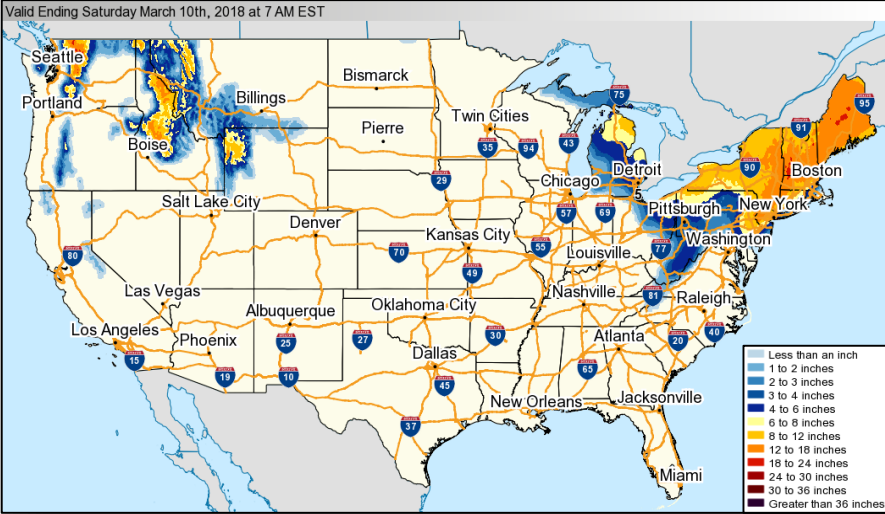 Valid Ending Saturday March 10th, 2018 at 7 AM EST
Seattle
Portland
Boise
Billings
Bismarck
Pierre
Twin Cities
75
95
91
90
35
94
43
29
Chicago
Detroit
Boston
Salt Lake City
57
69
Pittsburgh
New York
Denver
Kansas City
Washington
80
70
55
77
49
Louisville
Las Vegas
Nashville
81
Raleigh
Albuquerque
Oklahoma City
Los Angeles
Phoenix
25
27
30
Atlanta
20
40
15
Dallas
19
10
45
65
New Orleans
Jacksonville
37
Miami
Less than an inch
1 to 2 inches
2 to 3 inches
3 to 4 inches
4 to 6 inches
6 to 8 inches
8 to 12 inches
12 to 18 inches
18 to 24 inches
24 to 30 inches
30 to 36 inches
Greater than 36 inches